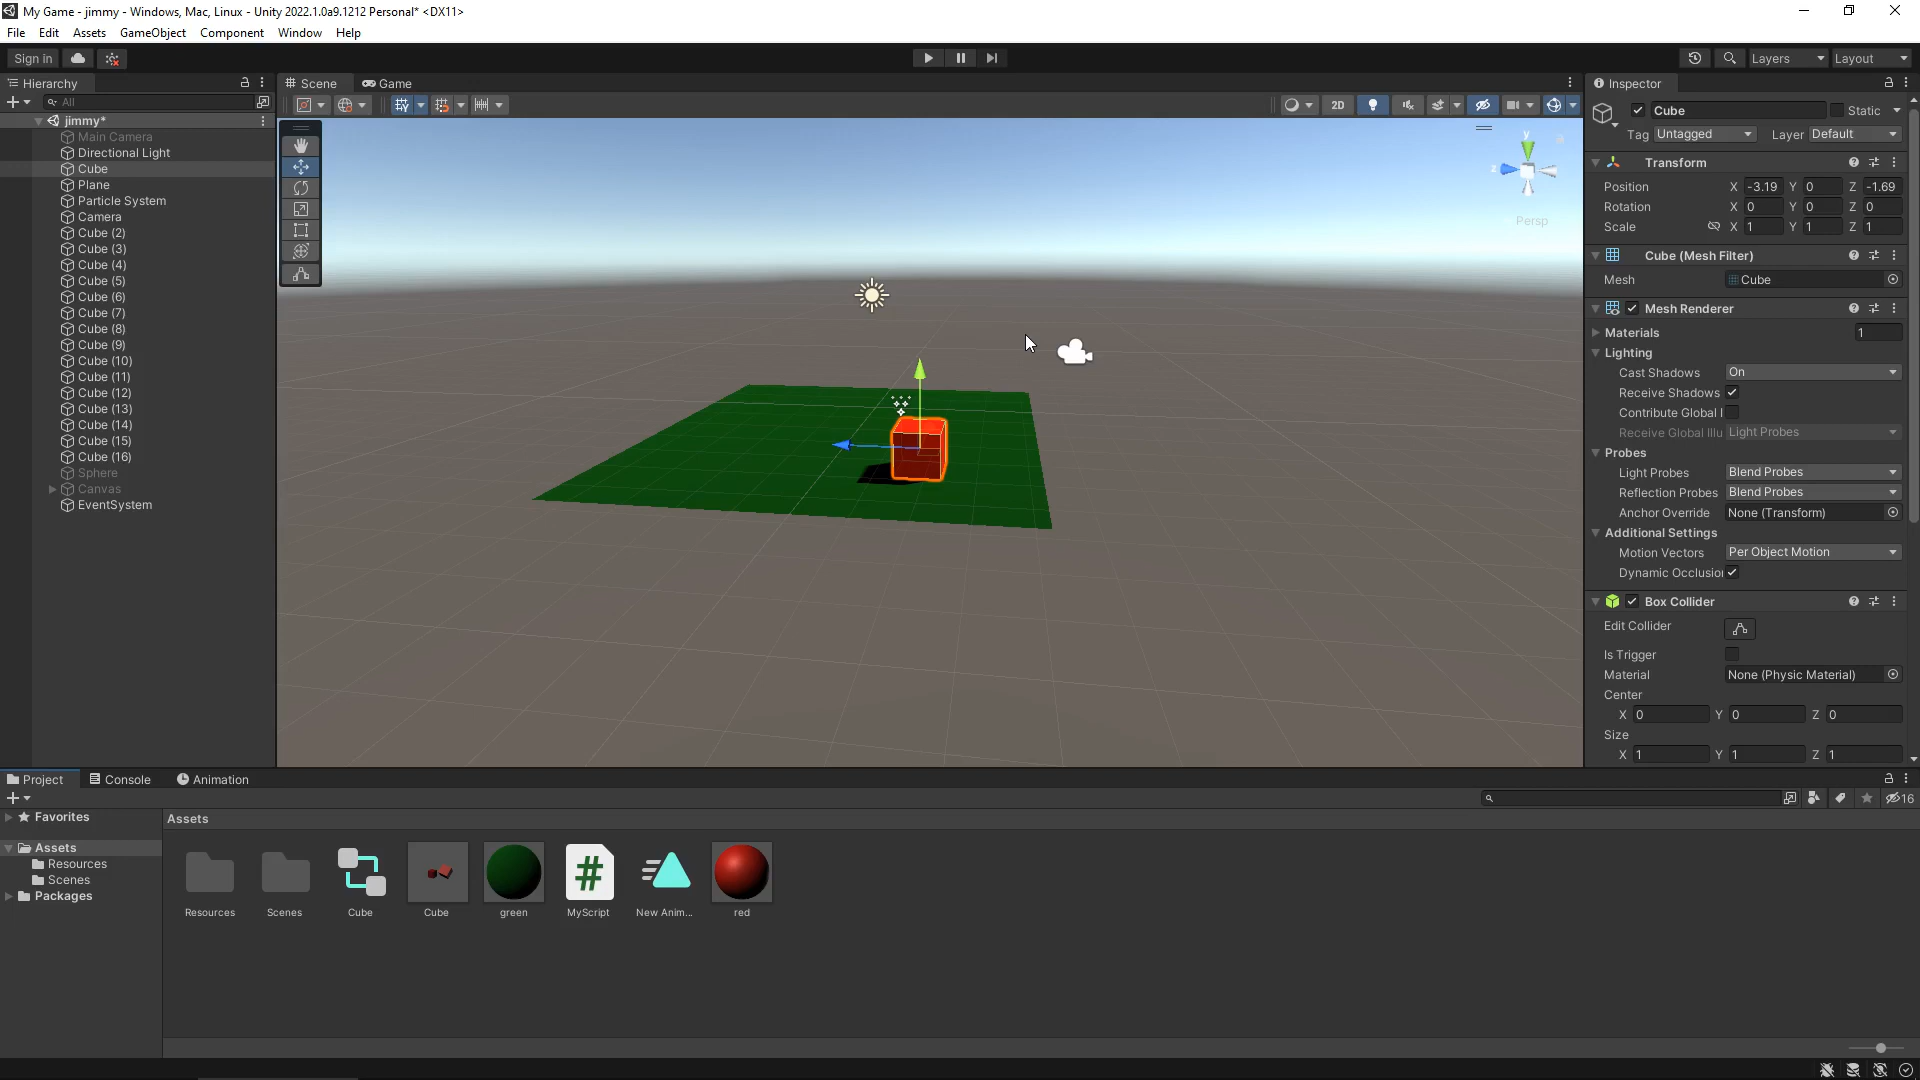 My Game - jimmy - Windows, Mac, Linux - Unity 2022.1.0a9.1212 Personal* <DX11>
File Edit Assets GameObject Component Window Help
Sign in
Layers
Layout
Hierarchy
All
jimmy*
Main Camera
Directional Light
Cube
Plane
Particle System
Camera
Cube (2)
Cube (3)
Cube (4)
Cube (5)
Cube (6)
Cube (7)
Cube (8)
Cube (9)
Cube (10)
Cube (11)
Cube (12)
Cube (13)
Cube (14)
Cube (15)
Cube (16)
Sphere
Canvas
EventSystem
Scene Game
2D
y
z
Persp
Inspector
Cube Static
Tag Untagged Layer Default
Transform
Position X -3.19 Y 0 Z -1.69
Rotation X 0 Y 0 Z 0
Scale X 1 Y 1 Z 1
Cube (Mesh Filter)
Mesh Cube
Mesh Renderer
Materials 1
Lighting
Cast Shadows On
Receive Shadows
Contribute Global I
Receive Global Illu Light Probes
Probes
Light Probes Blend Probes
Reflection Probes Blend Probes
Anchor Override None (Transform)
Additional Settings
Motion Vectors Per Object Motion
Dynamic Occlusion
Box Collider
Edit Collider
Is Trigger
Material None (Physic Material)
Center
X 0 Y 0 Z 0
Size
X 1 Y 1 Z 1
Project Console Animation
16
Favorites
Assets
Resources
Scenes
Packages
Assets
Resources Scenes Cube Cube green MyScript New Anim... red